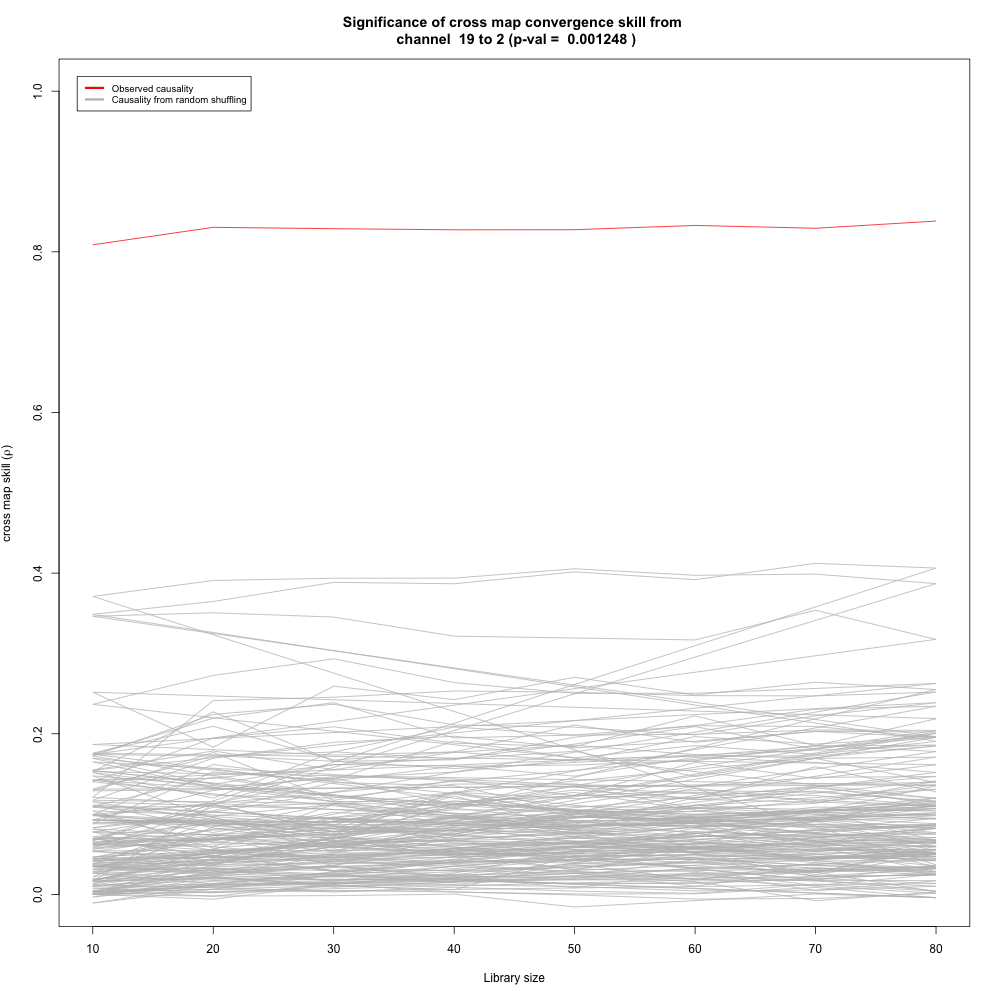 Significance of cross map convergence skill from
channel  19 to 2 (p-val =  0.001248 )
Observed causality
Causality from random shuffling
1.0
0.8
0.6
0.4
0.2
0.0
cross map skill (ρ)
10 20 30 40 50 60 70 80
Library size